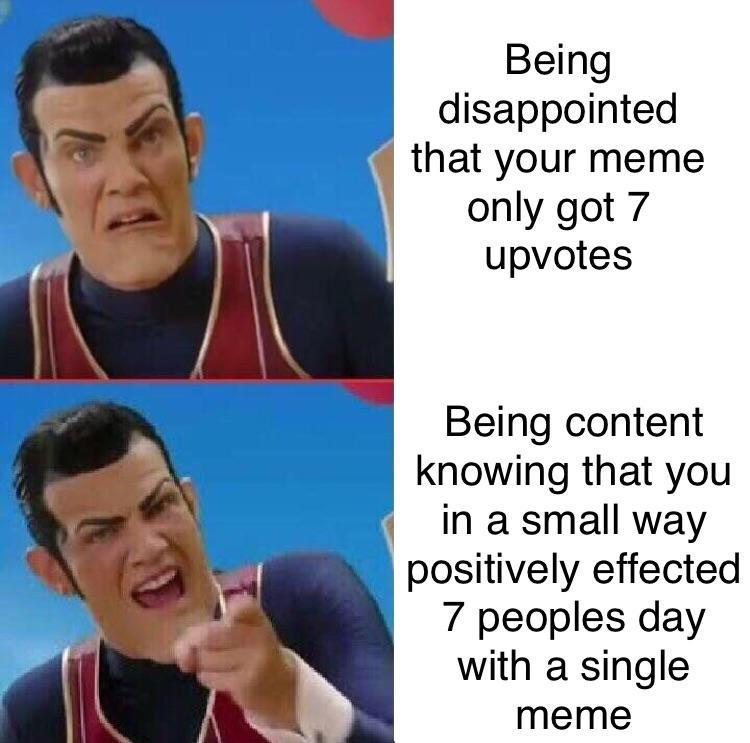 Being
disappointed
that your meme
only got 7
upvotes
Being content
knowing that you
in a small way
positively effected
7 peoples day
with a single
meme